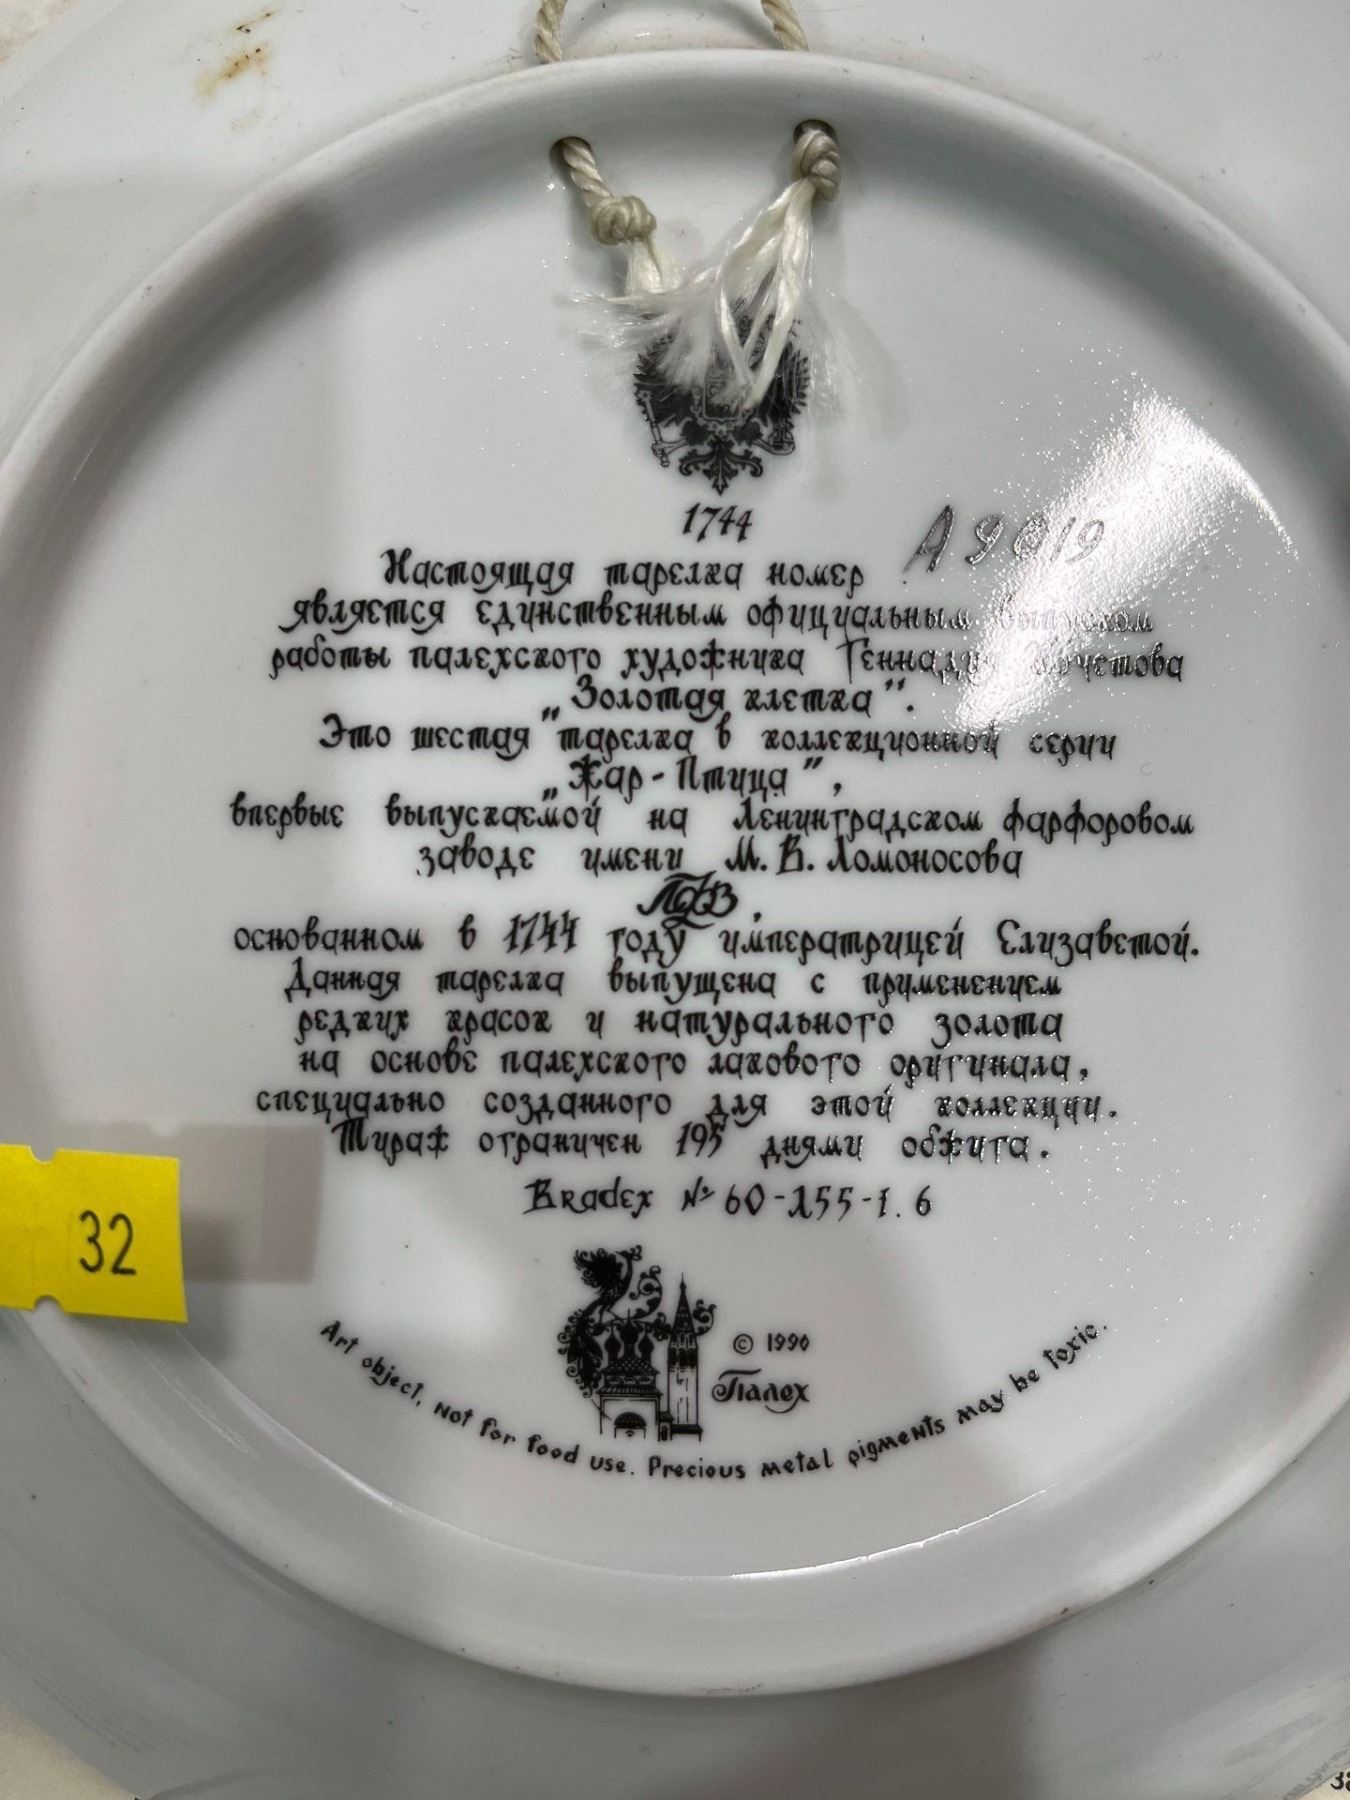 1744
A 9019
Настоящая тарелка номер
является единственным официальным выпуском
работы палехского художника Геннадия Кочетова
„Золотая клетка".
Это шестая тарелка в коллекционной серии
„Жар-Птица",
впервые выпускаемой на Ленинградском фарфоровом
заводе имени М. В. Ломоносова
ЛФЗ,
основанном в 1744 году императрицей Елизаветой.
Данная тарелка выпущена с применением
редких красок и натурального золота
на основе палехского лакового оригинала,
специально созданного для этой коллекции.
Тираж ограничен 195 днями обжига.
Bradex № 60-L55-1.6
32
© 1990
Палех
Art object, not for food use. Precious metal pigments may be toxic.